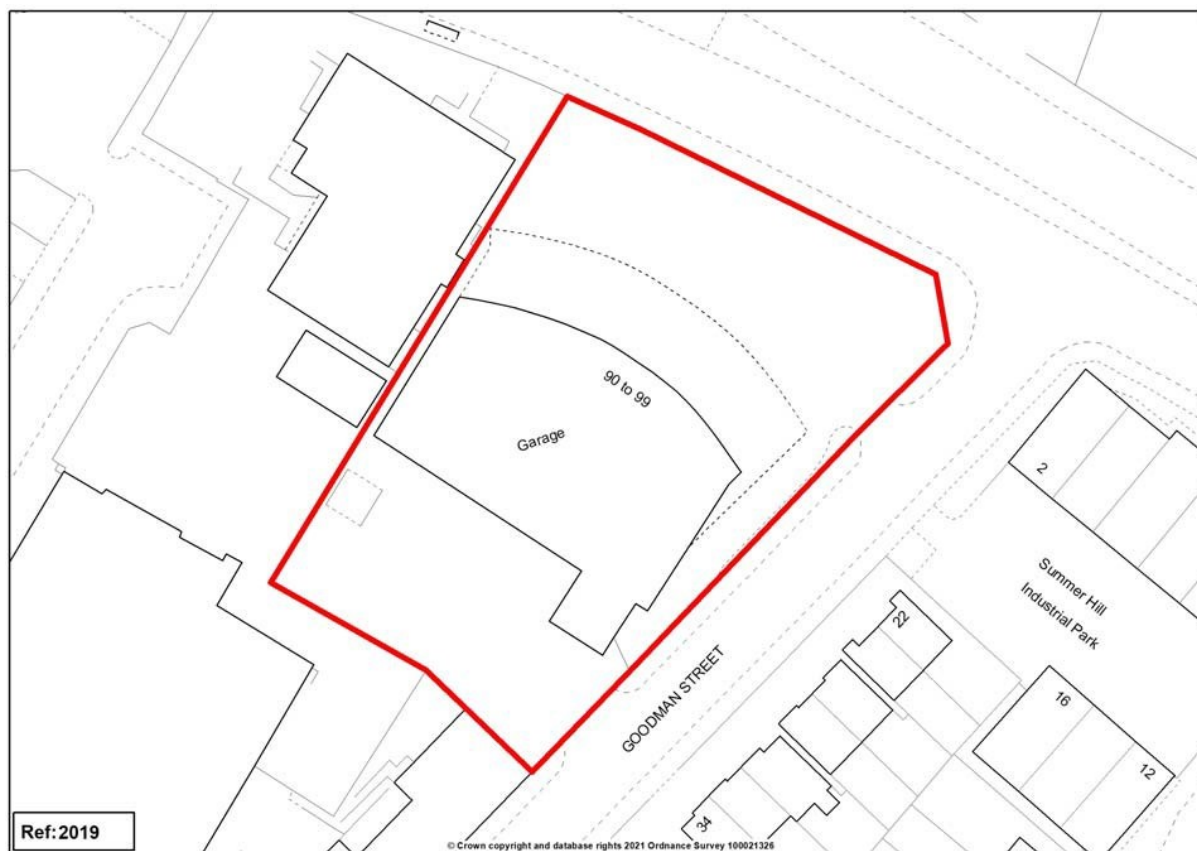 90 to 99
Garage
2
Summer Hill
Industrial Park
22
GOODMAN STREET
16
12
34
Ref:2019
© Crown copyright and database rights 2021 Ordnance Survey 100021326